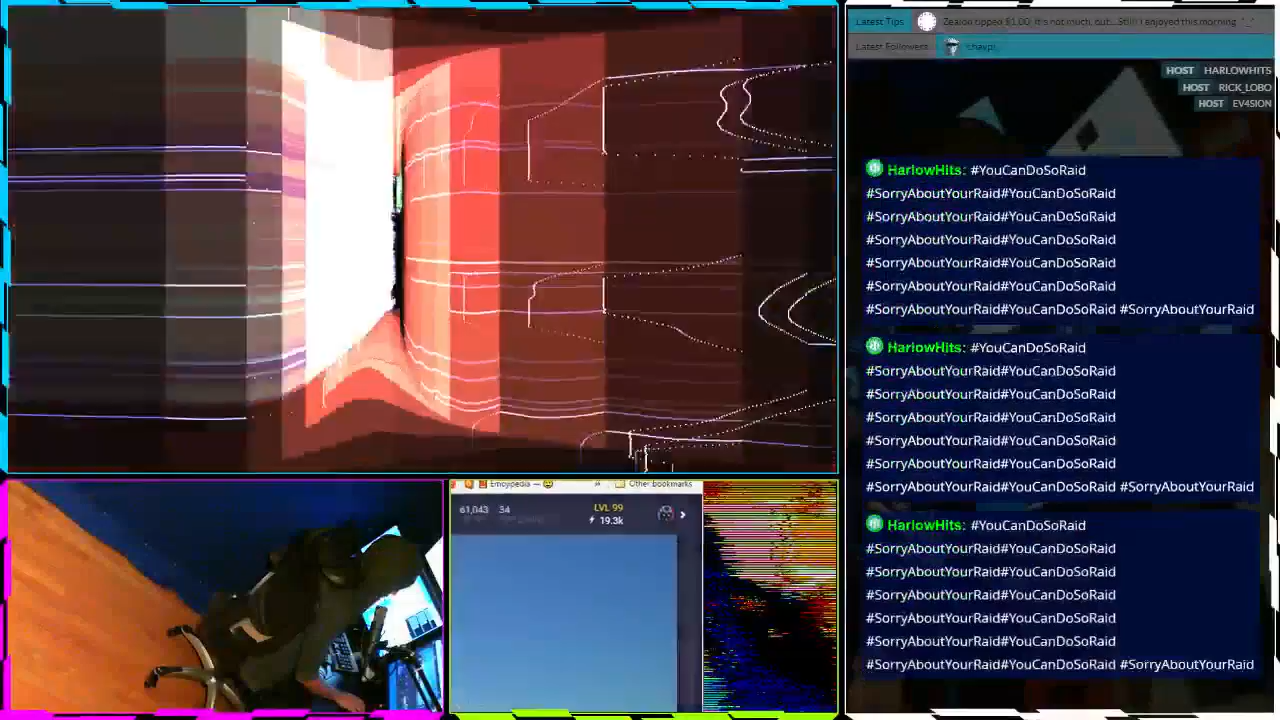 Latest Tips
Zealon tipped $1.00: It's not much, but...Still I enjoyed this morning ^_^
Latest Followers
HOST HARLOWHITS
HOST RICK_LOBO
HOST EV4SION
HarlowHits: #YouCanDoSoRaid
#SorryAboutYourRaid#YouCanDoSoRaid
#SorryAboutYourRaid#YouCanDoSoRaid
#SorryAboutYourRaid#YouCanDoSoRaid
#SorryAboutYourRaid#YouCanDoSoRaid
#SorryAboutYourRaid#YouCanDoSoRaid
#SorryAboutYourRaid#YouCanDoSoRaid #SorryAboutYourRaid
HarlowHits: #YouCanDoSoRaid
#SorryAboutYourRaid#YouCanDoSoRaid
#SorryAboutYourRaid#YouCanDoSoRaid
#SorryAboutYourRaid#YouCanDoSoRaid
#SorryAboutYourRaid#YouCanDoSoRaid
#SorryAboutYourRaid#YouCanDoSoRaid
#SorryAboutYourRaid#YouCanDoSoRaid #SorryAboutYourRaid
HarlowHits: #YouCanDoSoRaid
#SorryAboutYourRaid#YouCanDoSoRaid
#SorryAboutYourRaid#YouCanDoSoRaid
#SorryAboutYourRaid#YouCanDoSoRaid
#SorryAboutYourRaid#YouCanDoSoRaid
#SorryAboutYourRaid#YouCanDoSoRaid
#SorryAboutYourRaid#YouCanDoSoRaid #SorryAboutYourRaid
Emojipedia — » Other bookmarks
61,043 34 LVL 99
19.3k